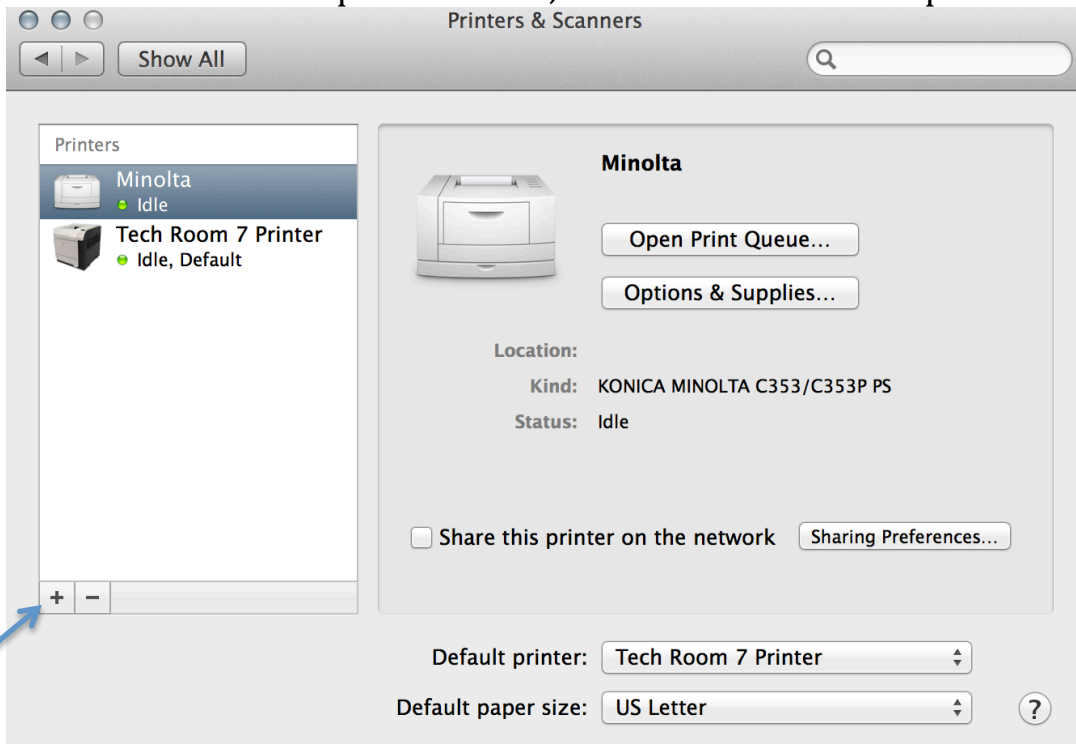 Printers & Scanners
Show All
Printers
Minolta
Idle
Tech Room 7 Printer
Idle, Default
+ −
Minolta
Open Print Queue...
Options & Supplies...
Location:
Kind: KONICA MINOLTA C353/C353P PS
Status: Idle
Share this printer on the network Sharing Preferences...
Default printer: Tech Room 7 Printer
Default paper size: US Letter
?